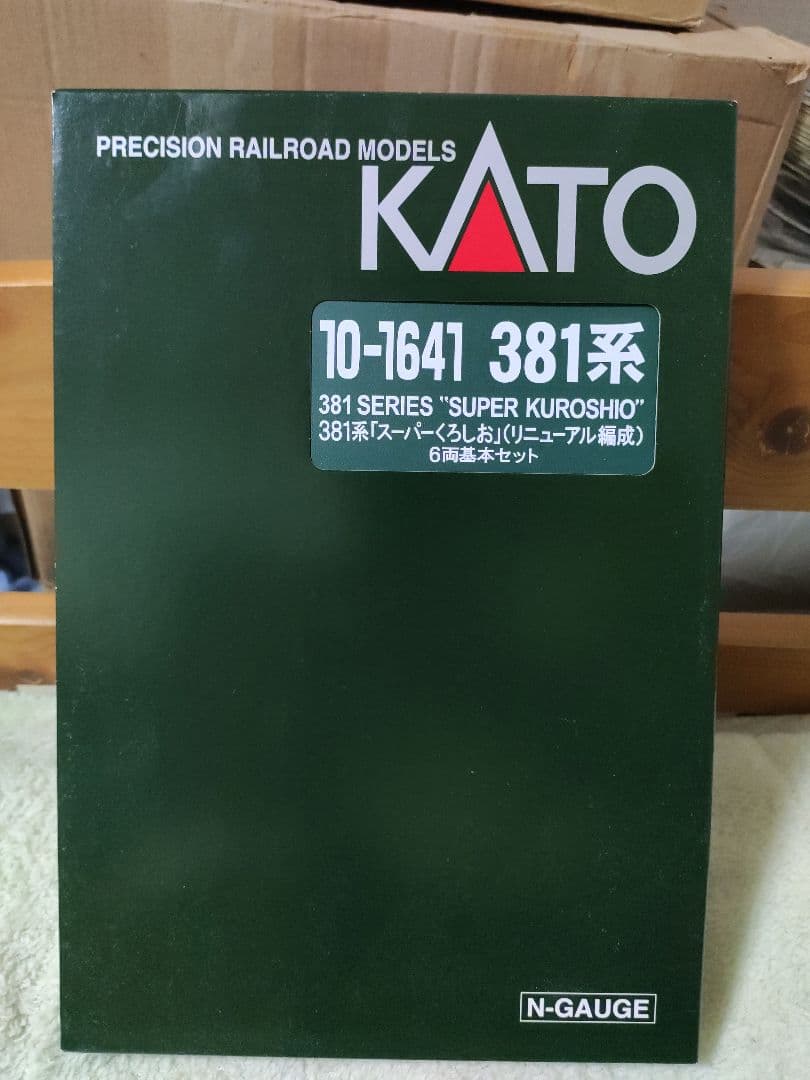 PRECISION RAILROAD MODELS
KATO
10-1641 381系
381 SERIES "SUPER KUROSHIO"
381系「スーパーくろしお」(リニューアル編成)
6両基本セット
N-GAUGE